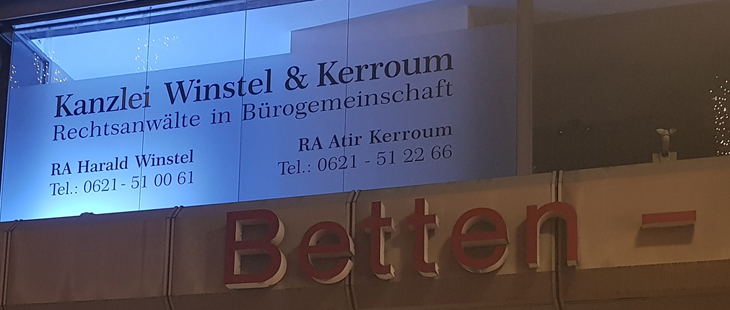 Kanzlei Winstel & Kerroum
Rechtsanwälte in Bürogemeinschaft
RA Harald Winstel
Tel.: 0621 - 51 00 61
RA Atir Kerroum
Tel.: 0621 - 51 22 66
Betten -